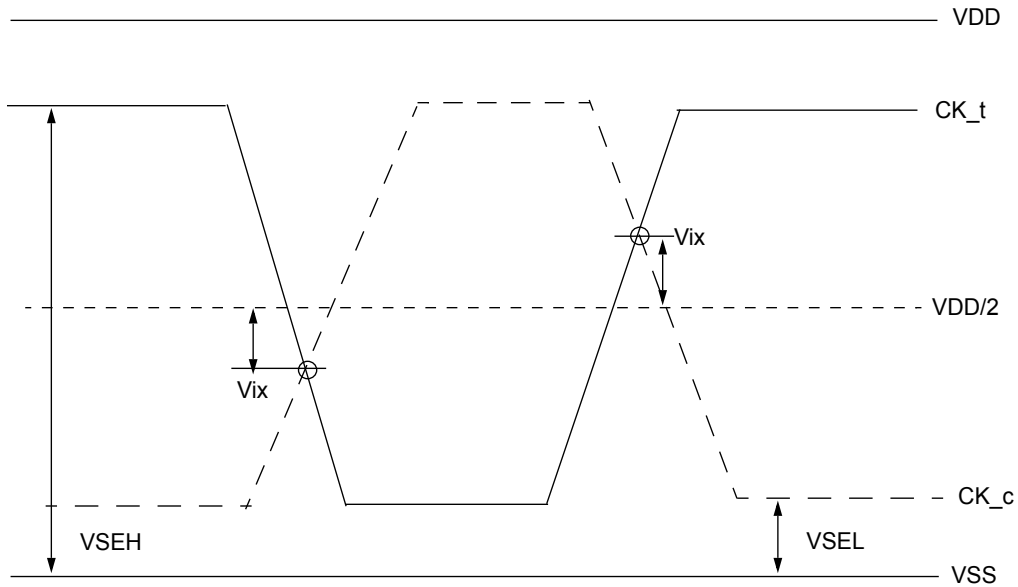 VDD
CK_t
Vix
VDD/2
Vix
CK_c
VSEH
VSEL
VSS